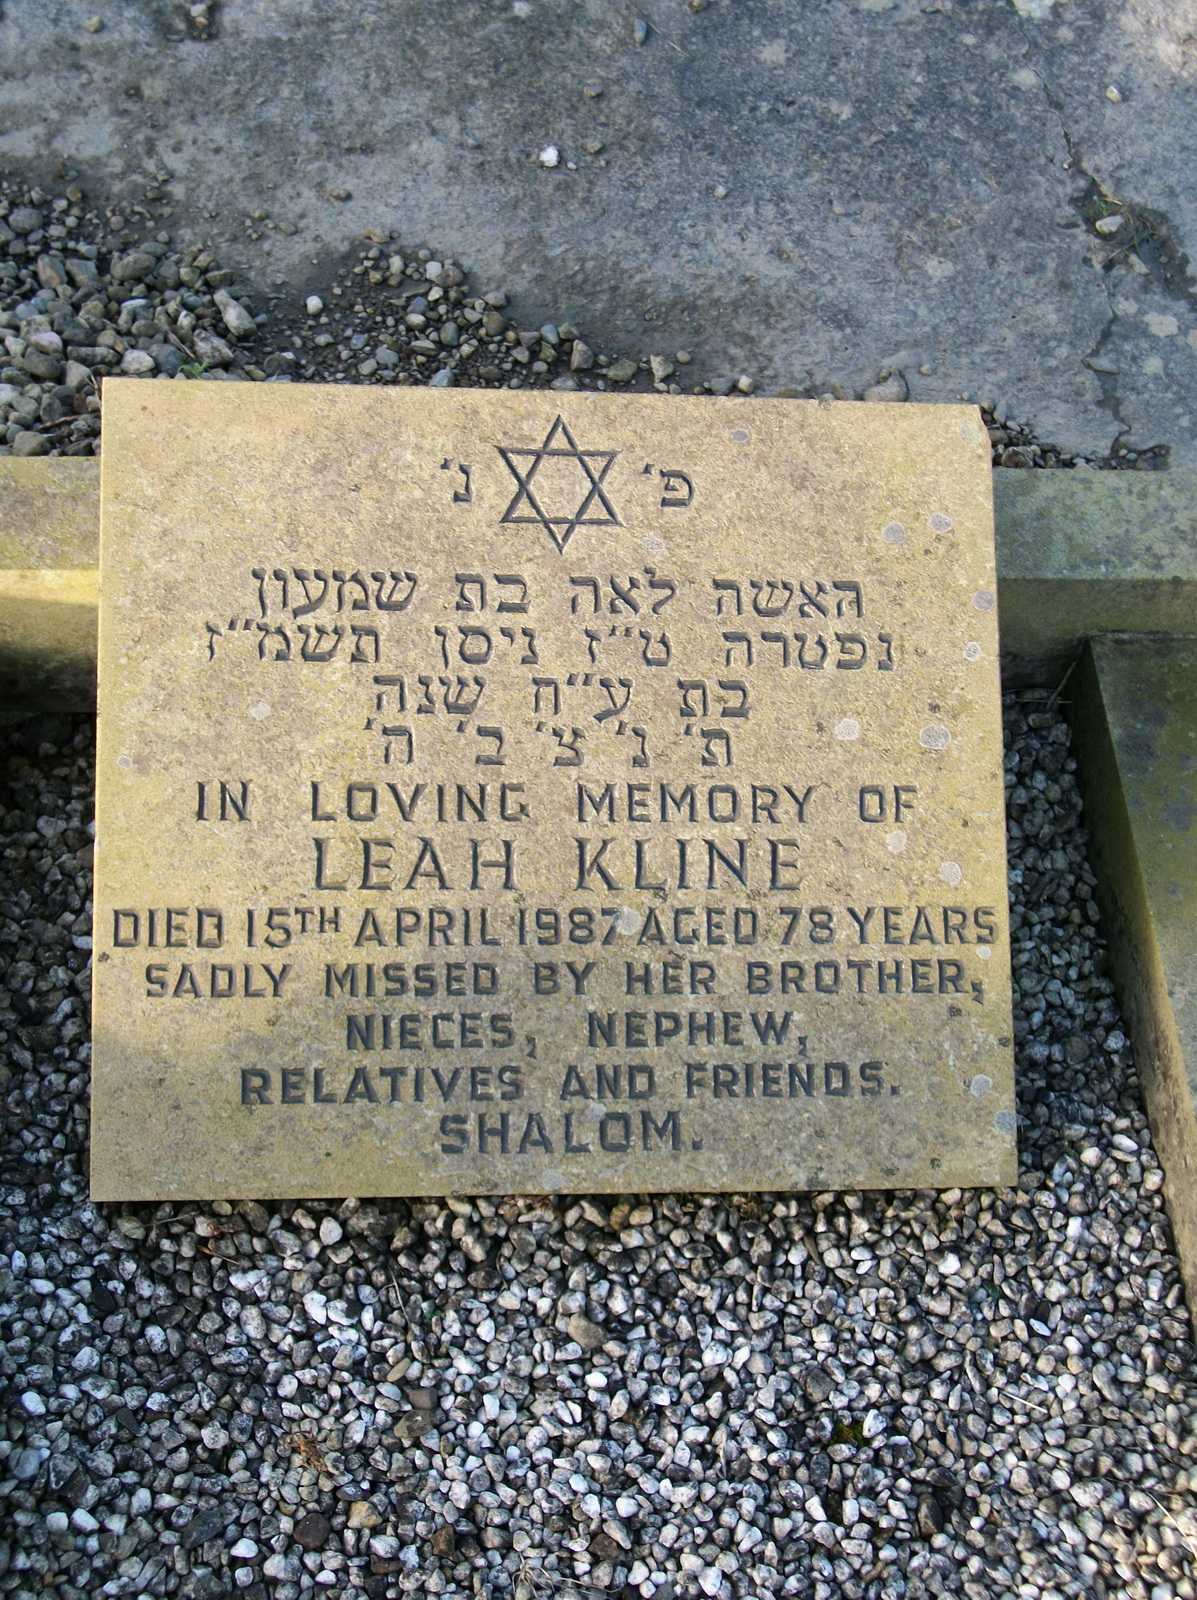 פ' נ'
האשה לאה בת שמעון
נפטרה ט"ז ניסן תשמ"ז
בת ע"ח שנה
ת' נ' צ' ב' ה'
IN LOVING MEMORY OF
LEAH KLINE
DIED 15TH APRIL 1987 AGED 78 YEARS
SADLY MISSED BY HER BROTHER,
NIECES, NEPHEW,
RELATIVES AND FRIENDS.
SHALOM.